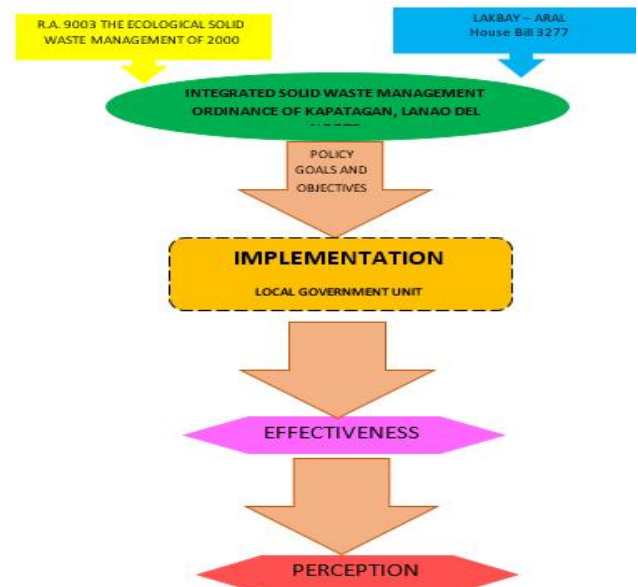 R.A. 9003 THE ECOLOGICAL SOLID
WASTE MANAGEMENT OF 2000
LAKBAY – ARAL
House Bill 3277
INTEGRATED SOLID WASTE MANAGEMENT
ORDINANCE OF KAPATAGAN, LANAO DEL
POLICY
GOALS AND
OBJECTIVES
IMPLEMENTATION
LOCAL GOVERNMENT UNIT
EFFECTIVENESS
PERCEPTION